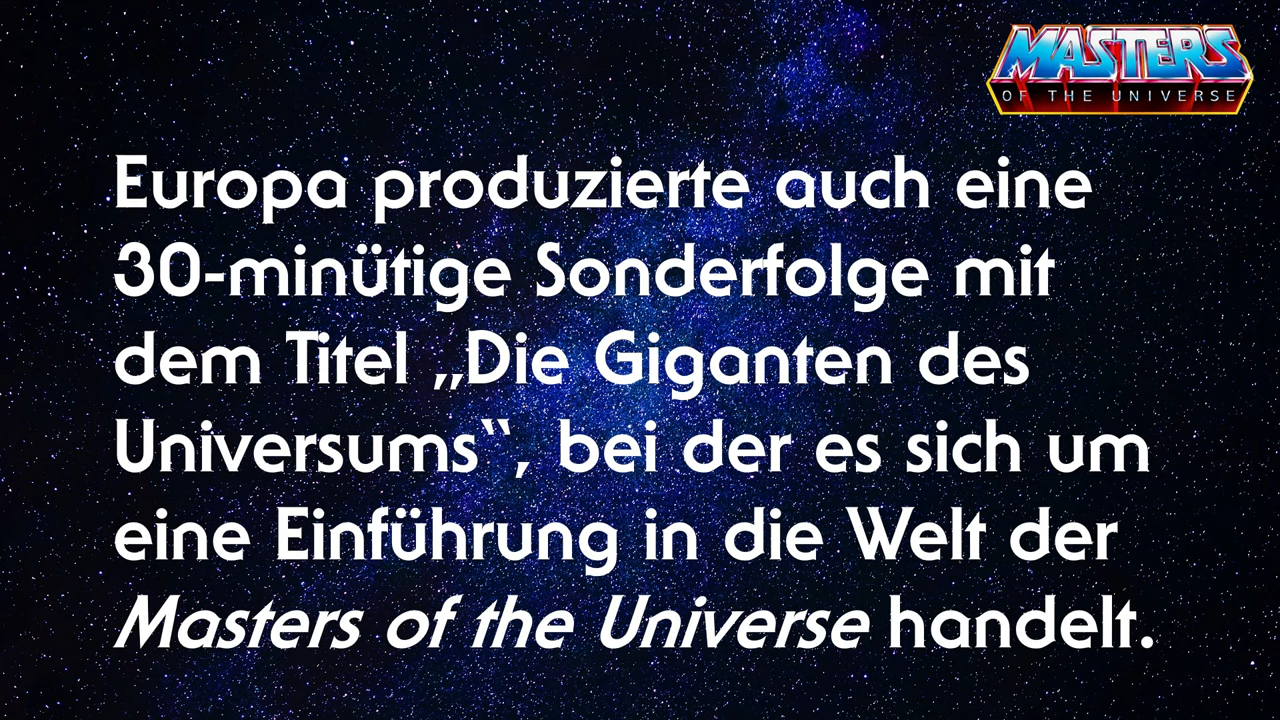 MASTERS
OF THE UNIVERSE
Europa produzierte auch eine
30-minütige Sonderfolge mit
dem Titel „Die Giganten des
Universums“, bei der es sich um
eine Einführung in die Welt der
Masters of the Universe handelt.